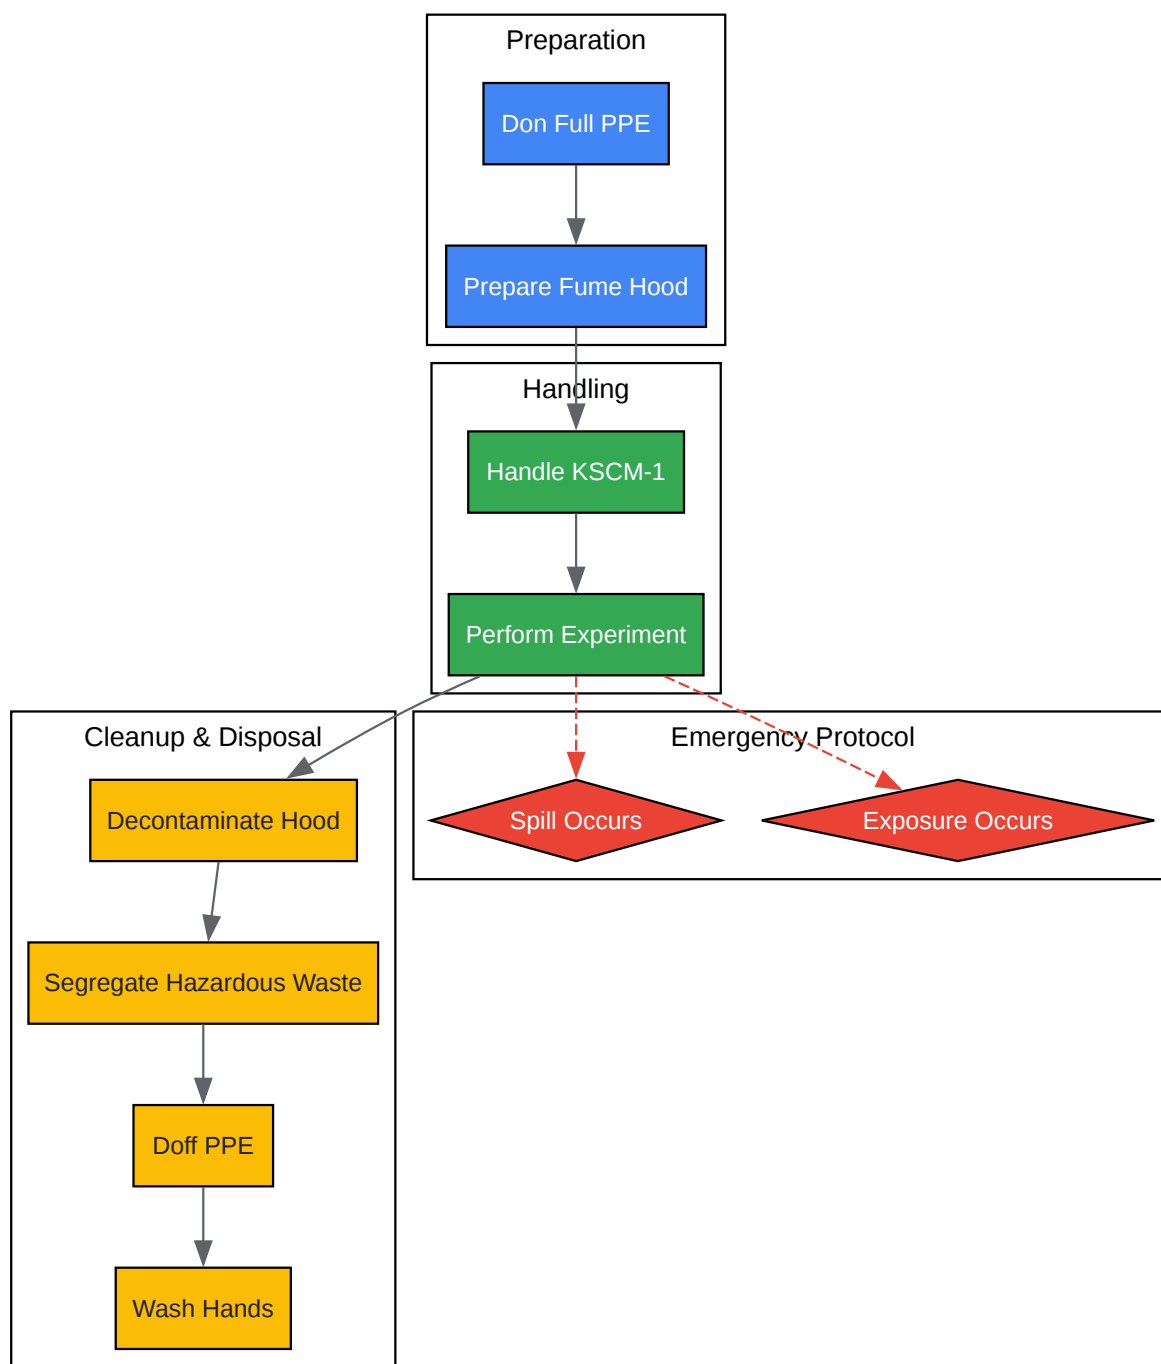 Preparation
Don Full PPE
Prepare Fume Hood
Handling
Handle KSCM-1
Perform Experiment
Cleanup & Disposal
Decontaminate Hood
Segregate Hazardous Waste
Doff PPE
Wash Hands
Emergency Protocol
Spill Occurs
Exposure Occurs